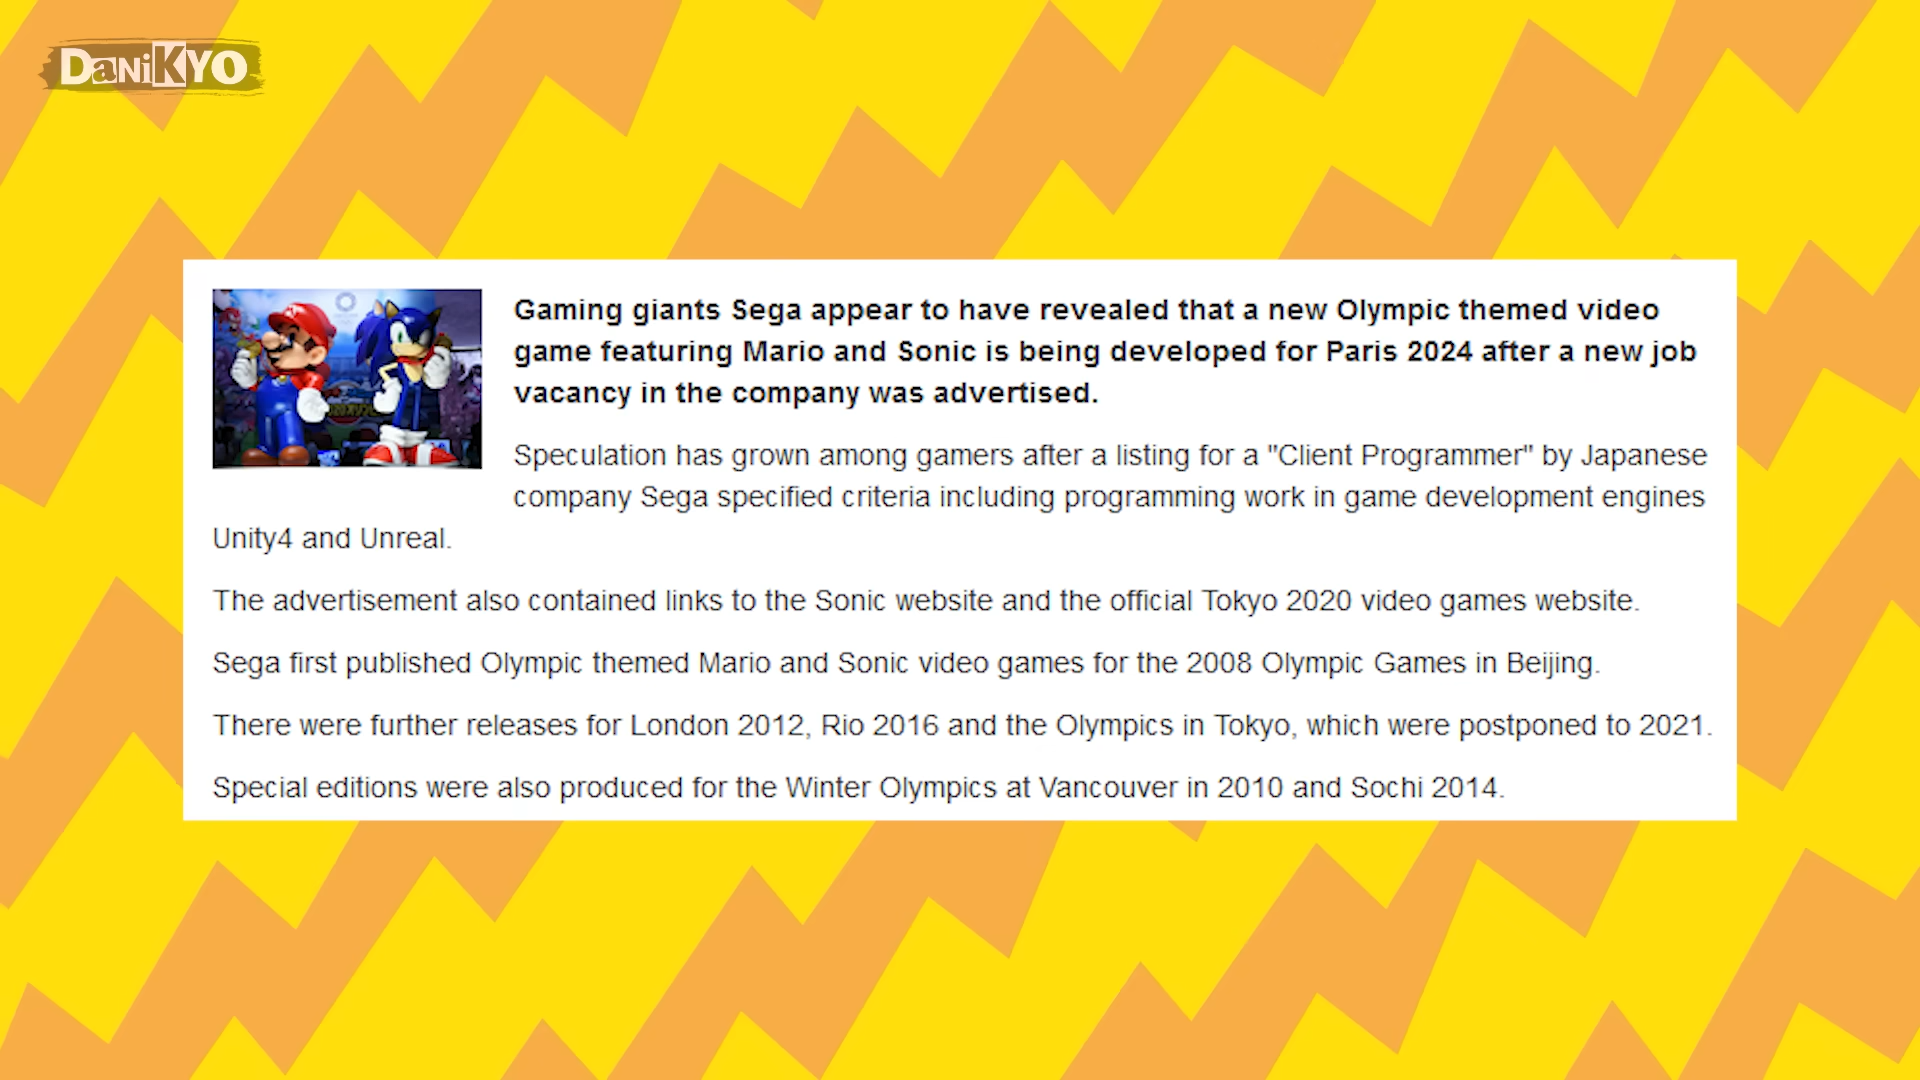 DaniKyo
Gaming giants Sega appear to have revealed that a new Olympic themed video
game featuring Mario and Sonic is being developed for Paris 2024 after a new job
vacancy in the company was advertised.
Speculation has grown among gamers after a listing for a "Client Programmer" by Japanese
company Sega specified criteria including programming work in game development engines
Unity4 and Unreal.
The advertisement also contained links to the Sonic website and the official Tokyo 2020 video games website.
Sega first published Olympic themed Mario and Sonic video games for the 2008 Olympic Games in Beijing.
There were further releases for London 2012, Rio 2016 and the Olympics in Tokyo, which were postponed to 2021.
Special editions were also produced for the Winter Olympics at Vancouver in 2010 and Sochi 2014.